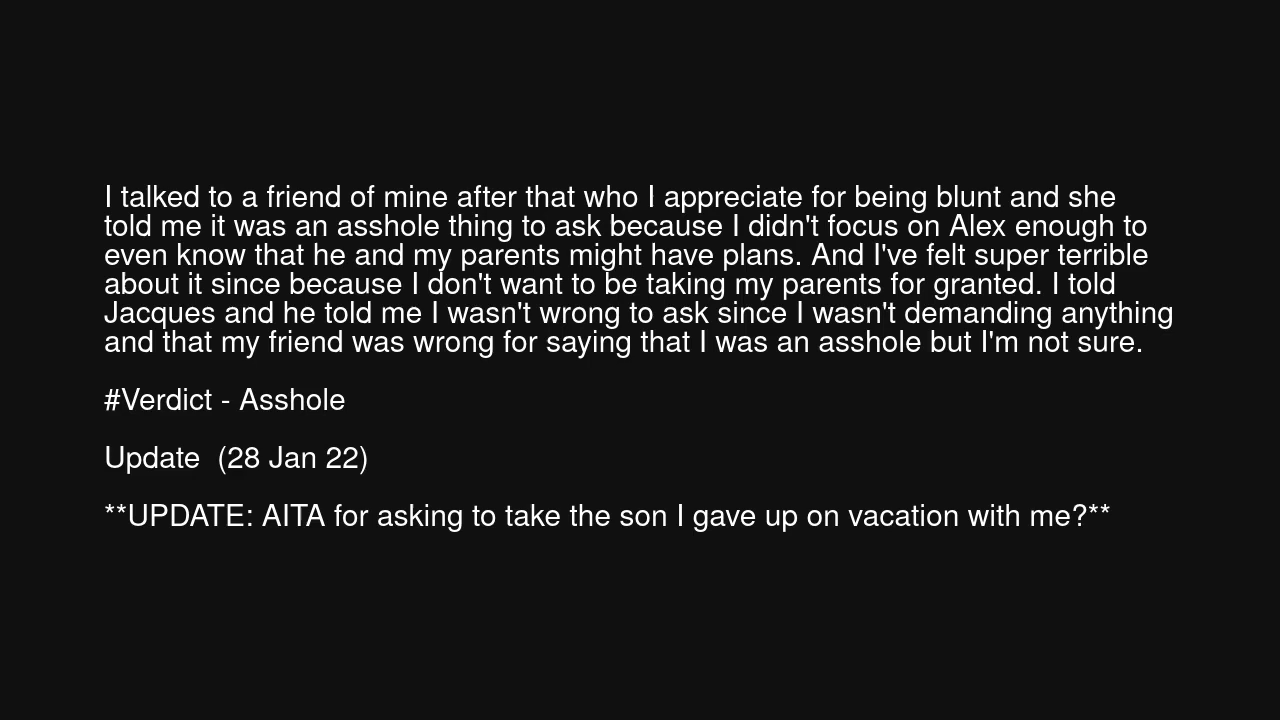 I talked to a friend of mine after that who I appreciate for being blunt and she
told me it was an asshole thing to ask because I didn't focus on Alex enough to
even know that he and my parents might have plans. And I've felt super terrible
about it since because I don't want to be taking my parents for granted. I told
Jacques and he told me I wasn't wrong to ask since I wasn't demanding anything
and that my friend was wrong for saying that I was an asshole but I'm not sure.
#Verdict - Asshole
Update  (28 Jan 22)
**UPDATE: AITA for asking to take the son I gave up on vacation with me?**